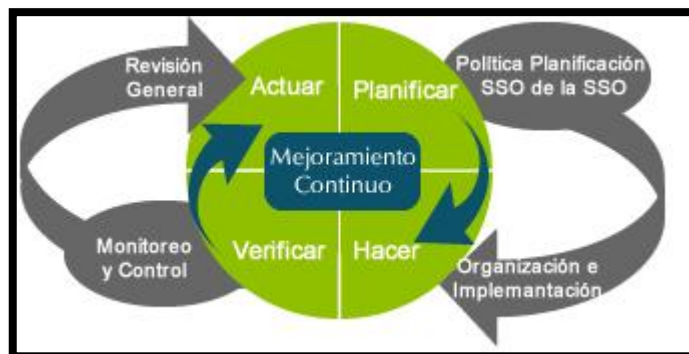 Revisión
General
Actuar
Planificar
Política Planificación
SSO de la SSO
Mejoramiento
Continuo
Monitoreo
y Control
Verificar
Hacer
Organización e
Implemantación